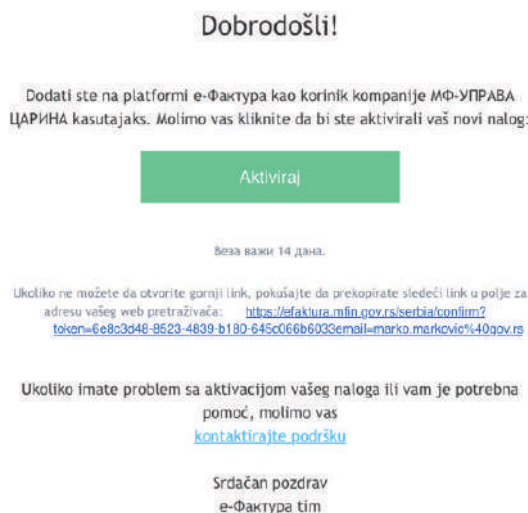 Dobrodošli!
Dodati ste na platformi e-Фактура kao korinik kompanije МФ-УПРАВА
ЦАРИНА kasutajaks. Molimo vas kliknite da bi ste aktivirali vaš novi nalog:
Aktiviraj
Веза важи 14 дана.
Ukoliko ne možete da otvorite gornji link, pokušajte da prekopirate sledeći link u polje za
adresu vašeg web pretraživača: https://efaktura.mfin.gov.rs/serbia/confirm?
token=6e8c3d48-8523-4839-b180-645c066b6033email=marko.markovic%40gov.rs
Ukoliko imate problem sa aktivacijom vašeg naloga ili vam je potrebna
pomoć, molimo vas
kontaktirajte podršku
Srdačan pozdrav
е-Фактура tim